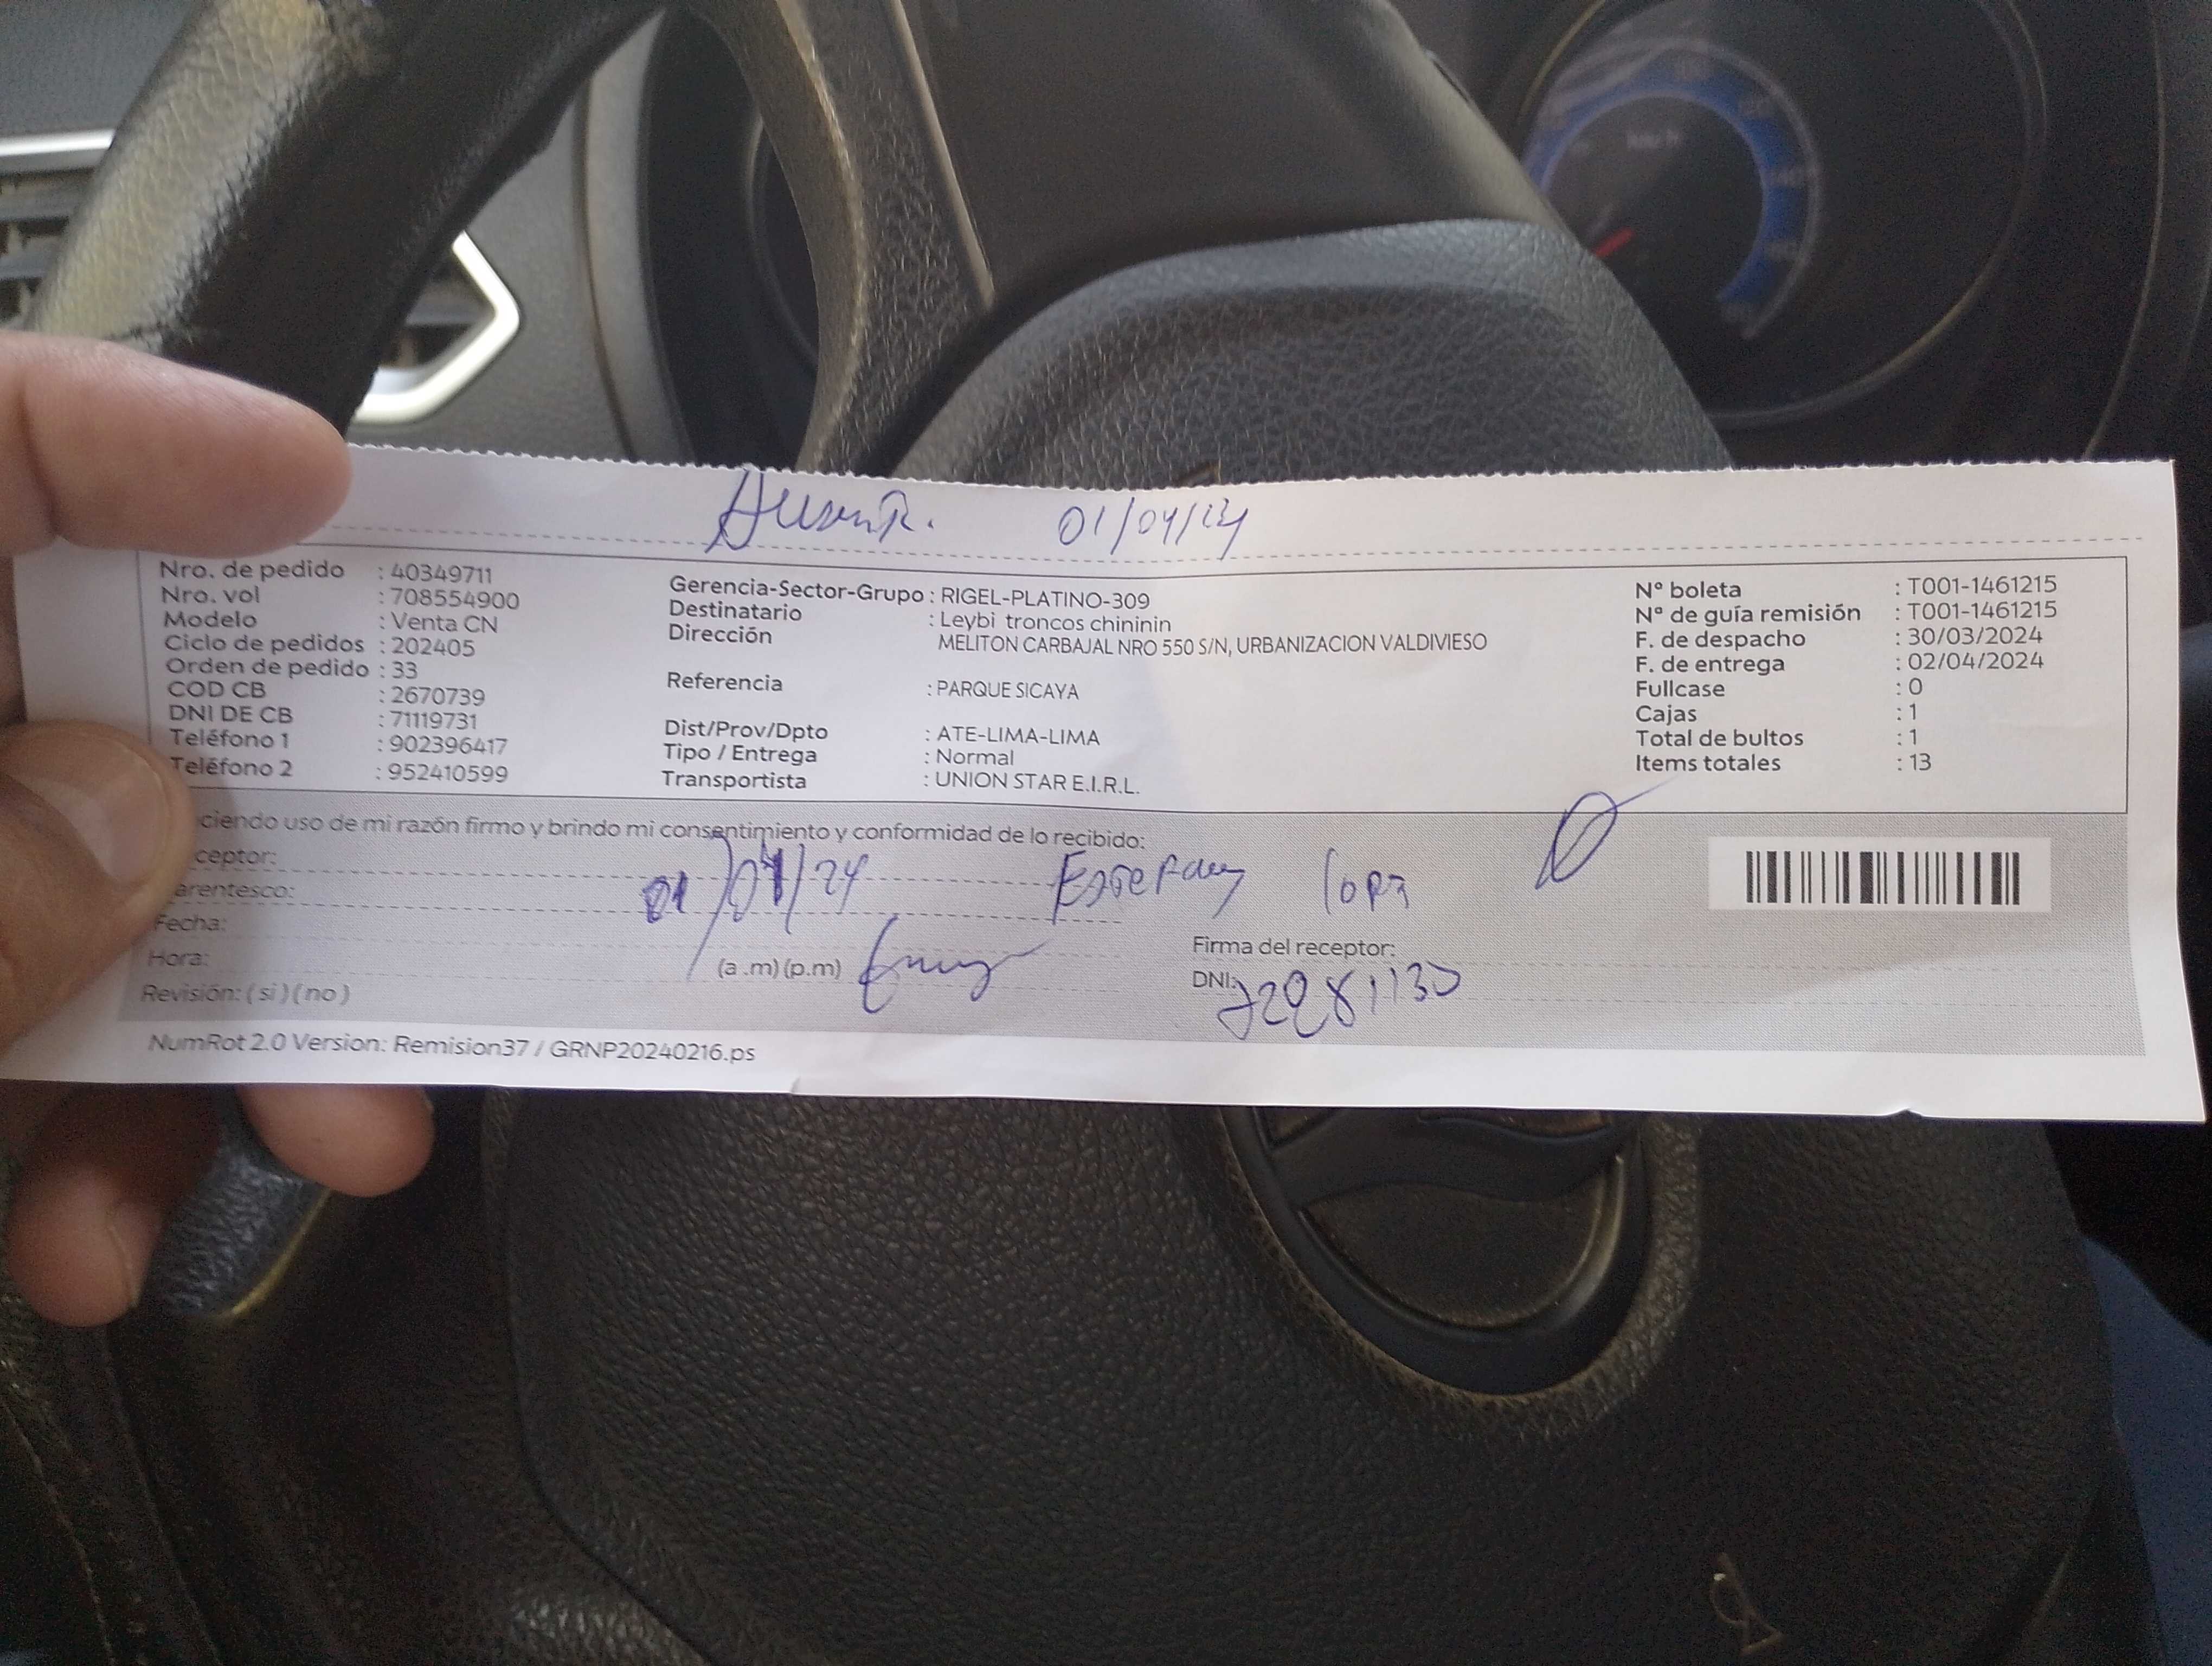 Ausent. 01/04/24
Nro. de pedido : 40349711
Nro. vol : 708554900
Modelo : Venta CN
Ciclo de pedidos : 202405
Orden de pedido : 33
COD CB : 2670739
DNI DE CB : 71119731
Teléfono 1 : 902396417
Teléfono 2 : 952410599
Gerencia-Sector-Grupo : RIGEL-PLATINO-309
Destinatario : Leybi troncos chininin
Dirección MELITON CARBAJAL NRO 550 S/N, URBANIZACION VALDIVIESO
Referencia : PARQUE SICAYA
Dist/Prov/Dpto : ATE-LIMA-LIMA
Tipo / Entrega : Normal
Transportista : UNION STAR E.I.R.L.
N° boleta : T001-1461215
N° de guía remisión : T001-1461215
F. de despacho : 30/03/2024
F. de entrega : 02/04/2024
Fullcase : 0
Cajas : 1
Total de bultos : 1
Items totales : 13
ciendo uso de mi razón firmo y brindo mi consentimiento y conformidad de lo recibido:
ceptor:
arentesco: 01/04/24
Fecha:
Hora: (a .m) (p.m)
Revisión: ( si ) ( no )
Firma del receptor:
DNI:
NumRot 2.0 Version: Remision37 / GRNP20240216.ps